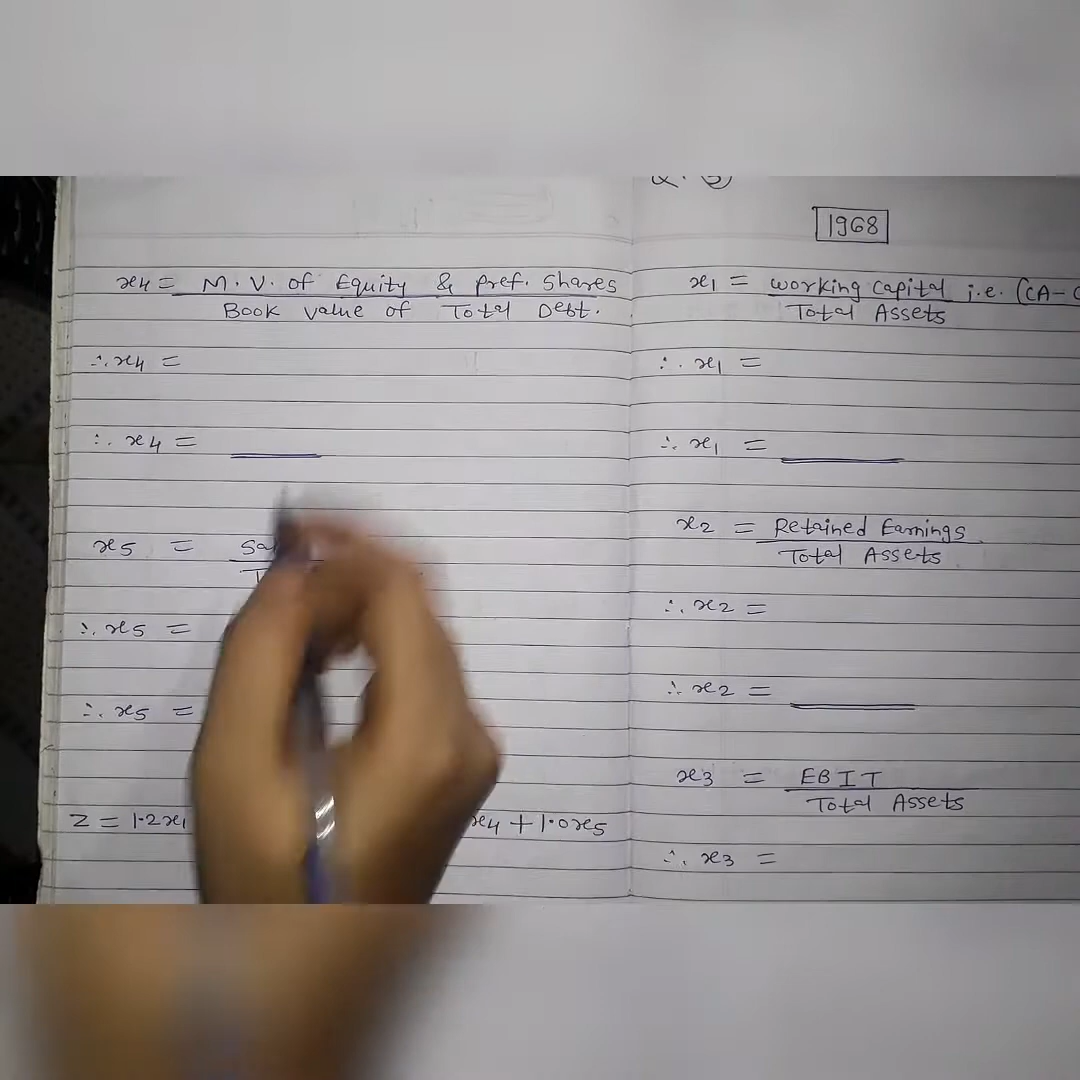 1968
x4 = M.V. of Equity & Pref. Shares
Book value of Total Debt.
∴ x4 =
∴ x4 =
x5 =
∴ x5 =
∴ x5 =
Z = 1.2x1 x4 + 1.0x5
x1 = working capital i.e. (CA-
Total Assets
∴ x1 =
∴ x1 =
x2 = Retained Earnings
Total Assets
∴ x2 =
∴ x2 =
x3 = EBIT
Total Assets
∴ x3 =